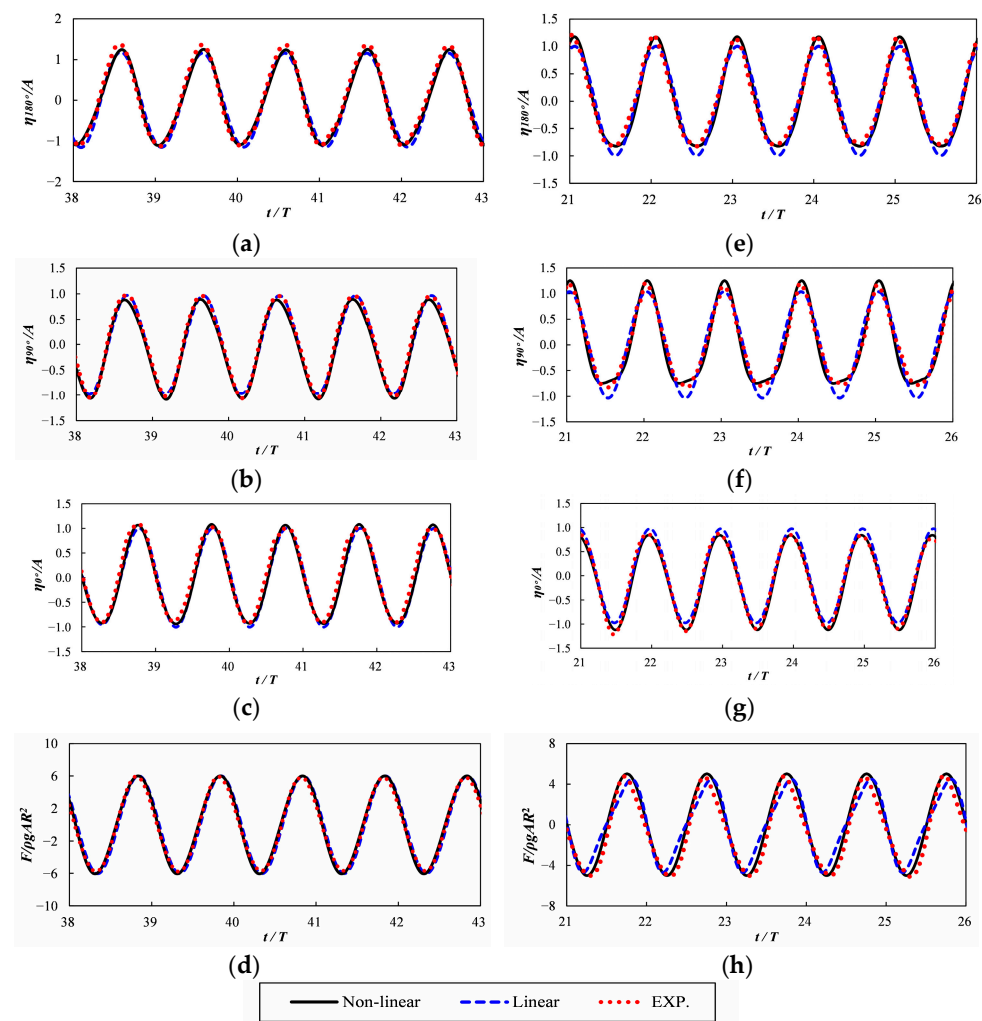 2
1
0
−1
−2
η180°/A
38 39 40 41 42 43
t / T
(a)
1.5
1.0
0.5
0.0
−0.5
−1.0
−1.5
η180°/A
21 22 23 24 25 26
t / T
(e)
1.5
1.0
0.5
0.0
−0.5
−1.0
−1.5
η90°/A
38 39 40 41 42 43
t / T
(b)
1.5
1.0
0.5
0.0
−0.5
−1.0
−1.5
η90°/A
21 22 23 24 25 26
t / T
(f)
1.5
1.0
0.5
0.0
−0.5
−1.0
−1.5
η0°/A
38 39 40 41 42 43
t / T
(c)
1.5
1.0
0.5
0.0
−0.5
−1.0
−1.5
η0°/A
21 22 23 24 25 26
t / T
(g)
10
6
2
−2
−6
−10
F/ρgAR²
38 39 40 41 42 43
t / T
(d)
8
4
0
−4
−8
F/ρgAR²
21 22 23 24 25 26
t / T
(h)
Non-linear Linear EXP.